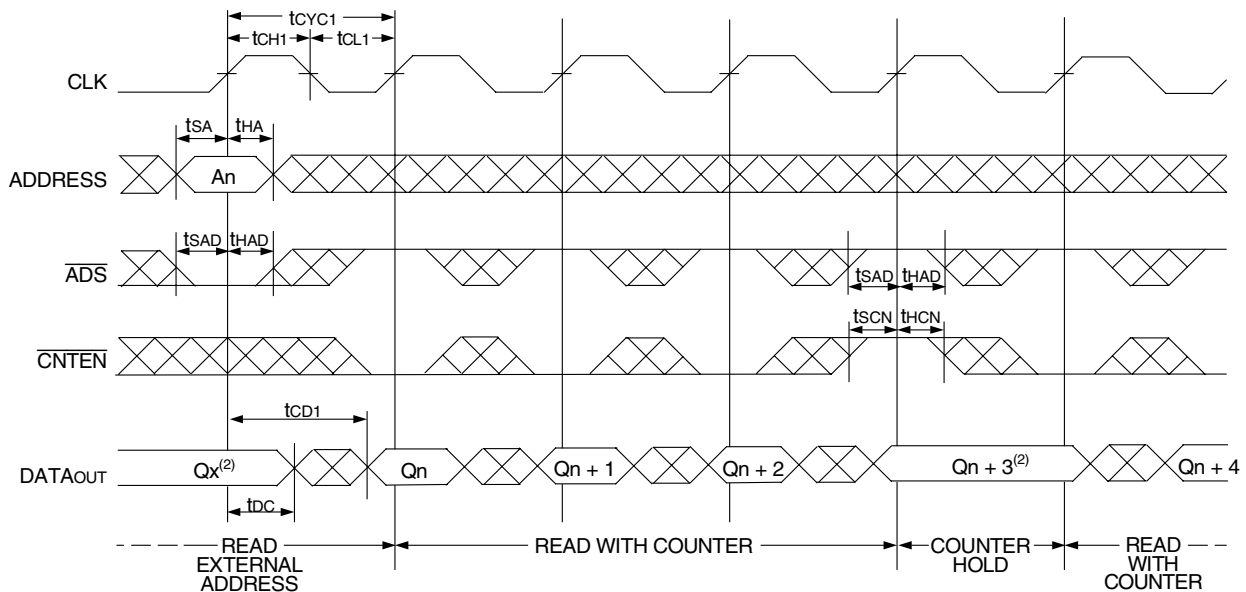 tCYC1
tCH1 tCL1
CLK
tSA tHA
ADDRESS An
tSAD tHAD
ADS
tSAD tHAD
tSCN tHCN
CNTEN
tCD1
DATAOUT Qx(2) Qn Qn + 1 Qn + 2 Qn + 3(2) Qn + 4
tDC
READ EXTERNAL ADDRESS
READ WITH COUNTER
COUNTER HOLD
READ WITH COUNTER